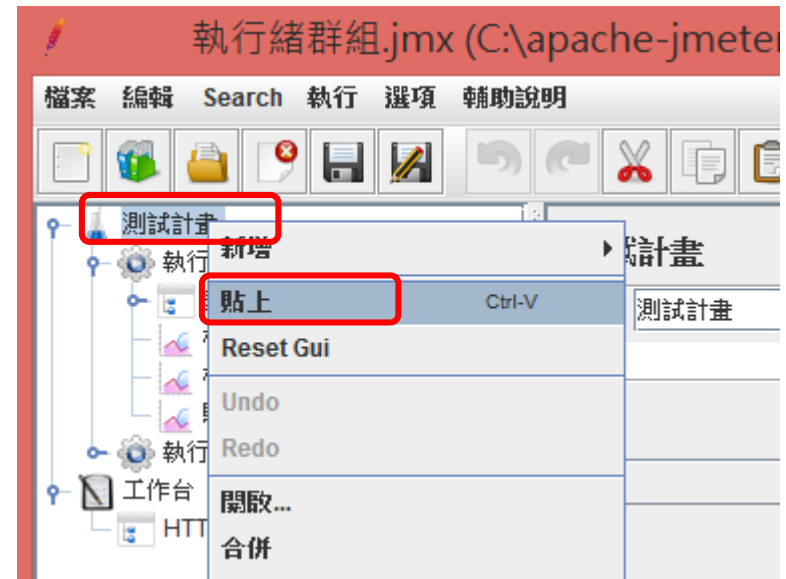 執行緒群組.jmx (C:\apache-jmeter
檔案 編輯 Search 執行 選項 輔助說明
測試計畫
新增
試計畫
執行
貼上 Ctrl-V
測試計畫
Reset Gui
Undo
執行
Redo
工作台
開啟...
HTT
合併